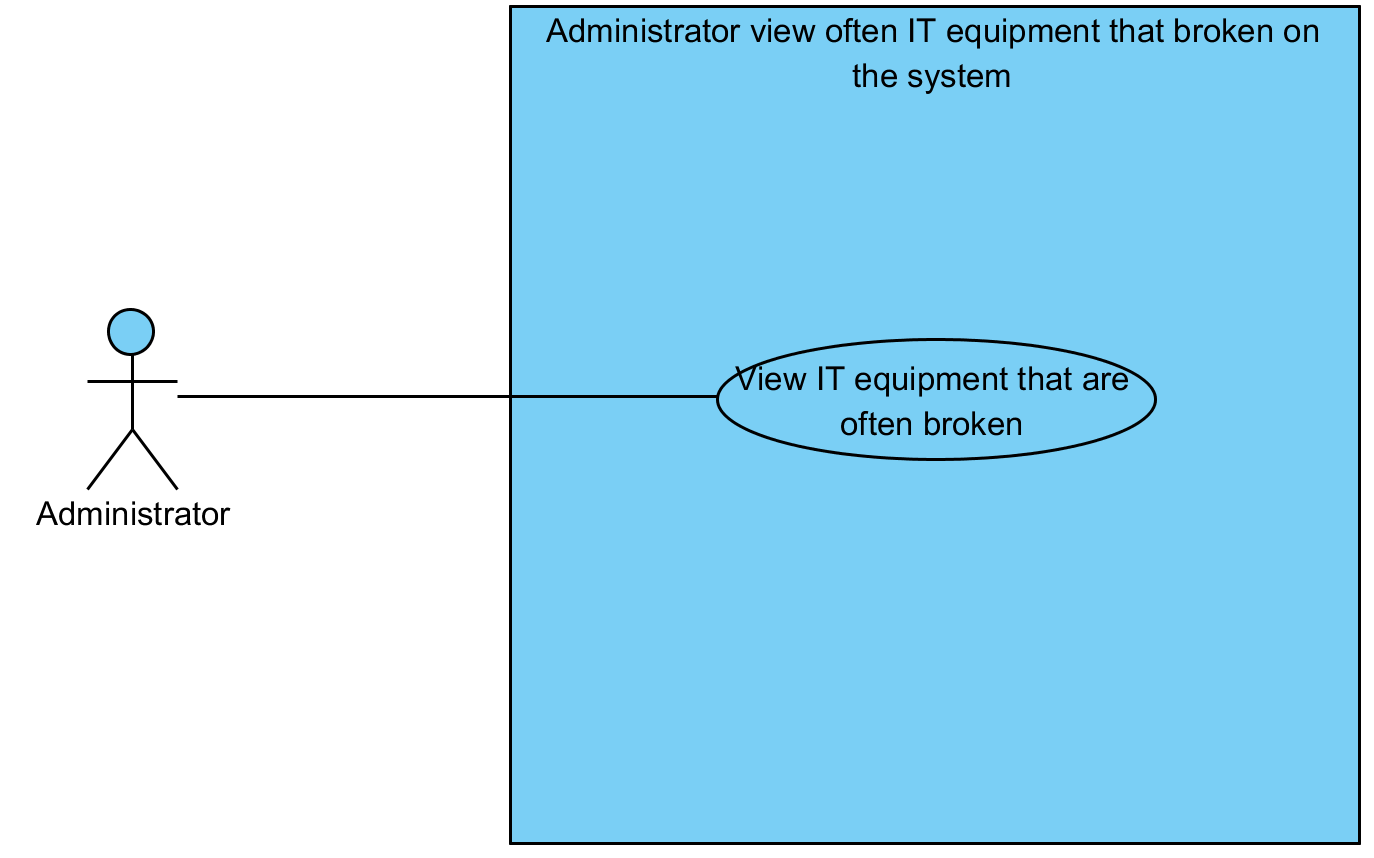 Administrator view often IT equipment that broken on
the system
View IT equipment that are
often broken
Administrator